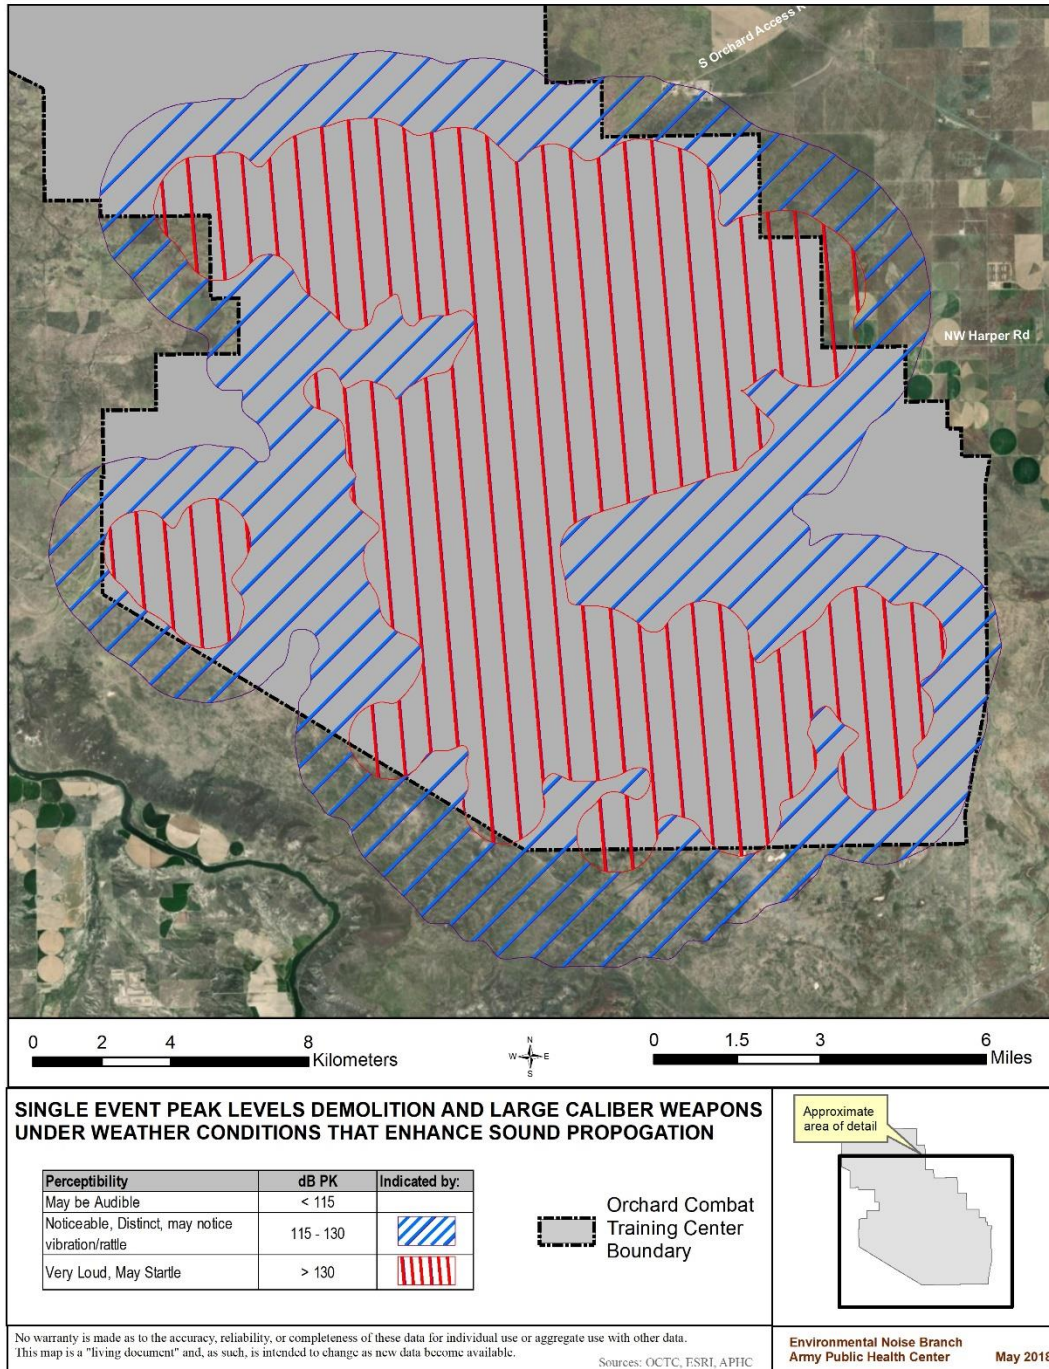 S Orchard Access R
NW Harper Rd
0 2 4 8
Kilometers
N
W E
S
0 1.5 3 6
Miles
SINGLE EVENT PEAK LEVELS DEMOLITION AND LARGE CALIBER WEAPONS
UNDER WEATHER CONDITIONS THAT ENHANCE SOUND PROPOGATION
Perceptibility dB PK Indicated by:
May be Audible < 115
Noticeable, Distinct, may notice
vibration/rattle 115 - 130
Very Loud, May Startle > 130
Orchard Combat
Training Center
Boundary
Approximate
area of detail
No warranty is made as to the accuracy, reliability, or completeness of these data for individual use or aggregate use with other data.
This map is a "living document" and, as such, is intended to change as new data become available.
Sources: OCTC, ESRI, APHC
Environmental Noise Branch
Army Public Health Center May 2018